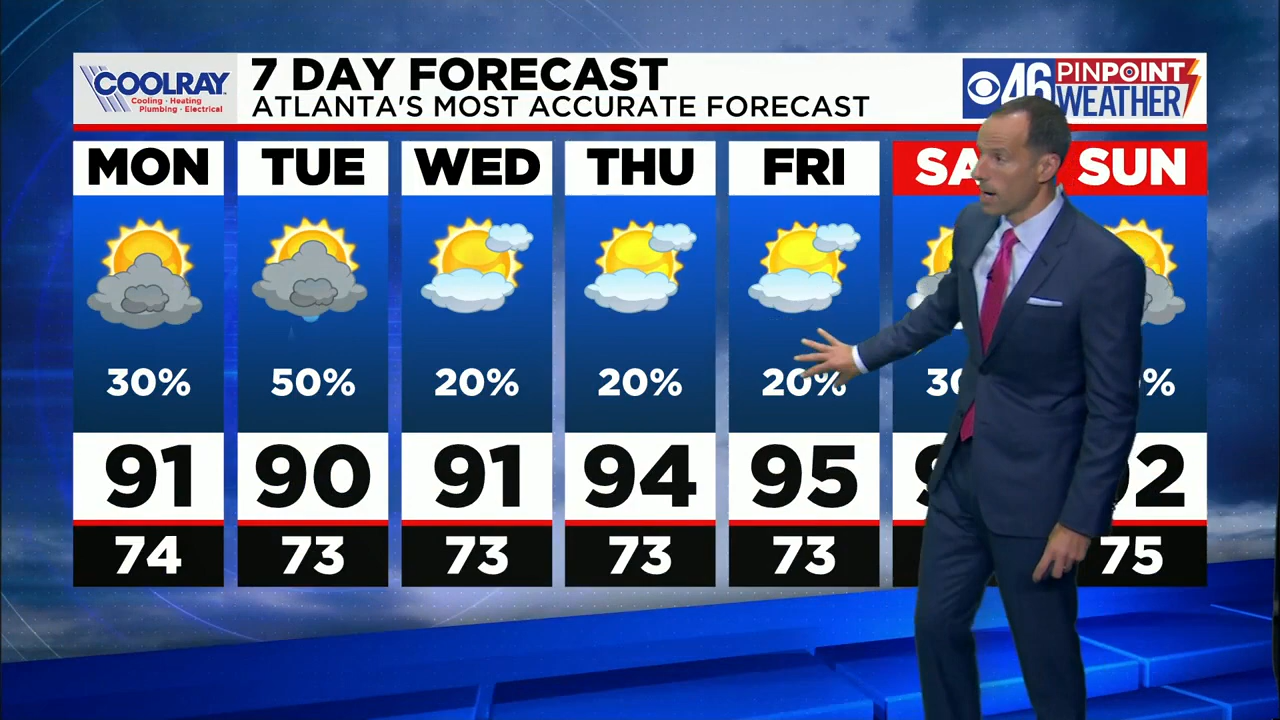 COOLRAY
Cooling · Heating
Plumbing · Electrical
7 DAY FORECAST
ATLANTA'S MOST ACCURATE FORECAST
46 PINPOINT
WEATHER
MON TUE WED THU FRI SUN
30% 50% 20% 20% 20%
91 90 91 94 95
74 73 73 73 73 75